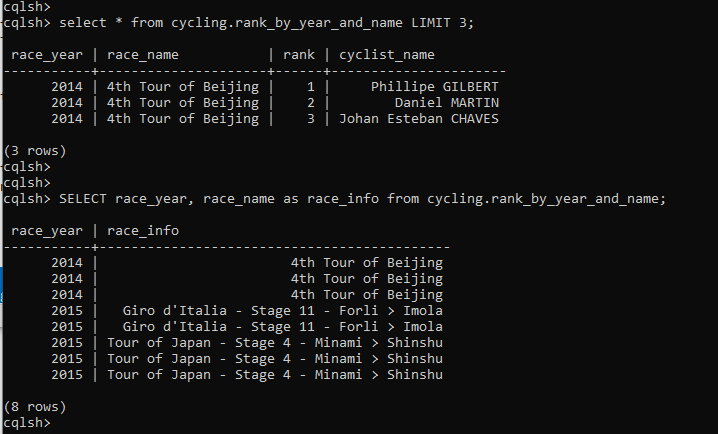 cqlsh>
cqlsh> select * from cycling.rank_by_year_and_name LIMIT 3;
 race_year | race_name           | rank | cyclist_name
-----------+---------------------+------+----------------------
      2014 | 4th Tour of Beijing |    1 |    Phillipe GILBERT
      2014 | 4th Tour of Beijing |    2 |       Daniel MARTIN
      2014 | 4th Tour of Beijing |    3 | Johan Esteban CHAVES
(3 rows)
cqlsh>
cqlsh>
cqlsh> SELECT race_year, race_name as race_info from cycling.rank_by_year_and_name;
 race_year | race_info
-----------+--------------------------------------------
      2014 |                        4th Tour of Beijing
      2014 |                        4th Tour of Beijing
      2014 |                        4th Tour of Beijing
      2015 |   Giro d'Italia - Stage 11 - Forli > Imola
      2015 |   Giro d'Italia - Stage 11 - Forli > Imola
      2015 | Tour of Japan - Stage 4 - Minami > Shinshu
      2015 | Tour of Japan - Stage 4 - Minami > Shinshu
      2015 | Tour of Japan - Stage 4 - Minami > Shinshu
(8 rows)
cqlsh>